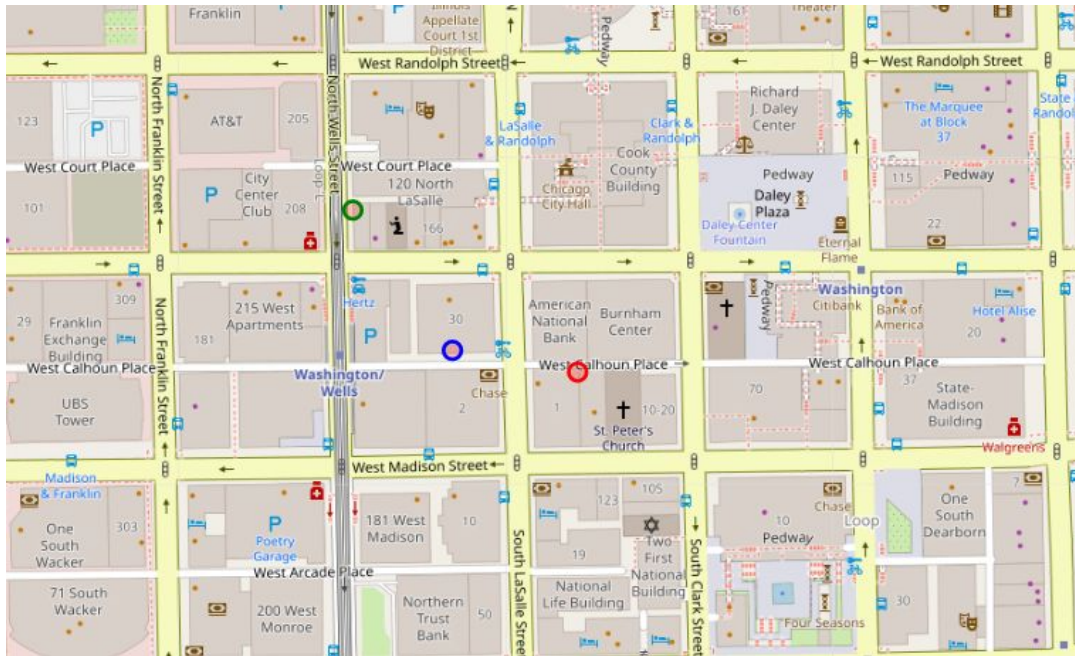 Franklin
Illinois
Appellate
Court 1st
District
Pedway
161
Theater
West Randolph Street
West Randolph Street
North Franklin Street
North Wells Street
123
AT&T
205
LaSalle
& Randolph
Clark &
Randolph
Richard
J. Daley
Center
The Marquee
at Block
37
State &
Randolph
West Court Place
West Court Place
Loop
101
City
Center
Club
208
120 North
LaSalle
166
Chicago
City Hall
Cook
County
Building
Pedway
Daley
Plaza
Daley Center
Fountain
Eternal
Flame
115
Pedway
22
309
29
Franklin
Exchange
Building
181
215 West
Apartments
Hertz
30
American
National
Bank
Burnham
Center
Pedway
Washington
Citibank
Bank of
America
Hotel Alise
20
North Franklin Street
West Calhoun Place
West Calhoun Place
West Calhoun Place
Washington/
Wells
UBS
Tower
2
Chase
1
10-20
St. Peter's
Church
70
37
State-
Madison
Building
Walgreens
West Madison Street
Madison
& Franklin
One
South
Wacker
303
Poetry
Garage
181 West
Madison
10
South LaSalle Street
123
105
19
Two
First
National
Building
South Clark Street
Chase
10
Pedway
Loop
One
South
Dearborn
7
West Arcade Place
71 South
Wacker
200 West
Monroe
Northern
Trust
Bank
50
National
Life Building
Four Seasons
30